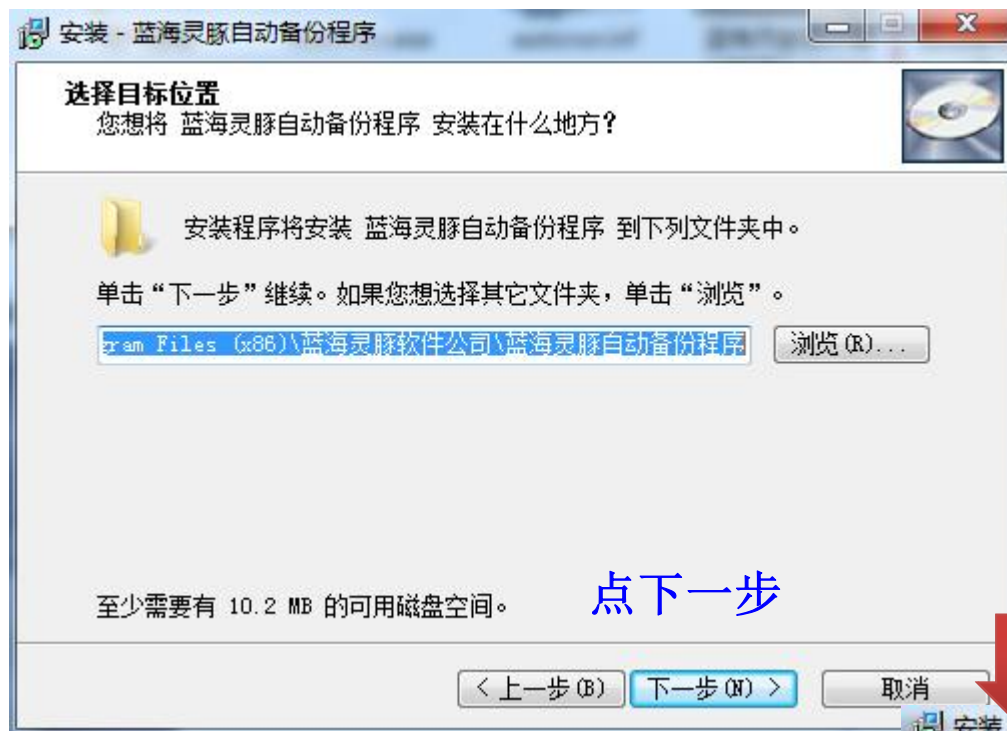 安装 - 蓝海灵豚自动备份程序
选择目标位置
您想将 蓝海灵豚自动备份程序 安装在什么地方?
安装程序将安装 蓝海灵豚自动备份程序 到下列文件夹中。
单击“下一步”继续。如果您想选择其它文件夹，单击“浏览”。
gram Files (x86)\蓝海灵豚软件公司\蓝海灵豚自动备份程序 浏览(R)...
至少需要有 10.2 MB 的可用磁盘空间。 点下一步
< 上一步(B) 下一步(N) > 取消
安装